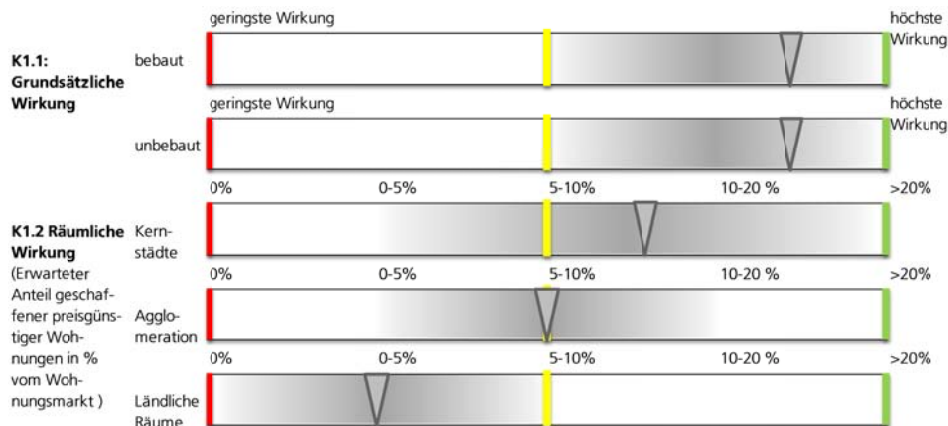 geringste Wirkung höchste Wirkung
K1.1: Grundsätzliche Wirkung
bebaut
geringste Wirkung höchste Wirkung
unbebaut
0% 0-5% 5-10% 10-20 % >20%
K1.2 Räumliche Wirkung
(Erwarteter
Anteil geschaf-
fener preisgüns-
tiger Woh-
nungen in %
vom Woh-
nungsmarkt )
Kern-
städte
0% 0-5% 5-10% 10-20 % >20%
Agglo-
meration
0% 0-5% 5-10% 10-20 % >20%
Ländliche
Räume